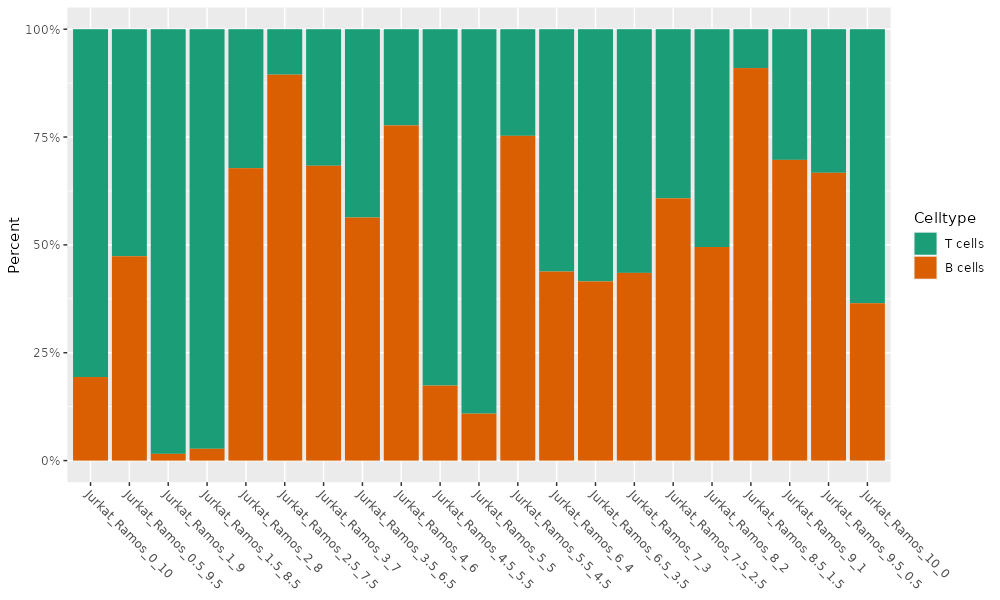 100%
75%
50%
25%
0%
Percent
Jurkat_Ramos_0_10
Jurkat_Ramos_0.5_9.5
Jurkat_Ramos_1_9
Jurkat_Ramos_1.5_8.5
Jurkat_Ramos_2_8
Jurkat_Ramos_2.5_7.5
Jurkat_Ramos_3_7
Jurkat_Ramos_3.5_6.5
Jurkat_Ramos_4_6
Jurkat_Ramos_4.5_5.5
Jurkat_Ramos_5_5
Jurkat_Ramos_5.5_4.5
Jurkat_Ramos_6_4
Jurkat_Ramos_6.5_3.5
Jurkat_Ramos_7_3
Jurkat_Ramos_7.5_2.5
Jurkat_Ramos_8_2
Jurkat_Ramos_8.5_1.5
Jurkat_Ramos_9_1
Jurkat_Ramos_9.5_0.5
Jurkat_Ramos_10_0
Celltype
T cells
B cells